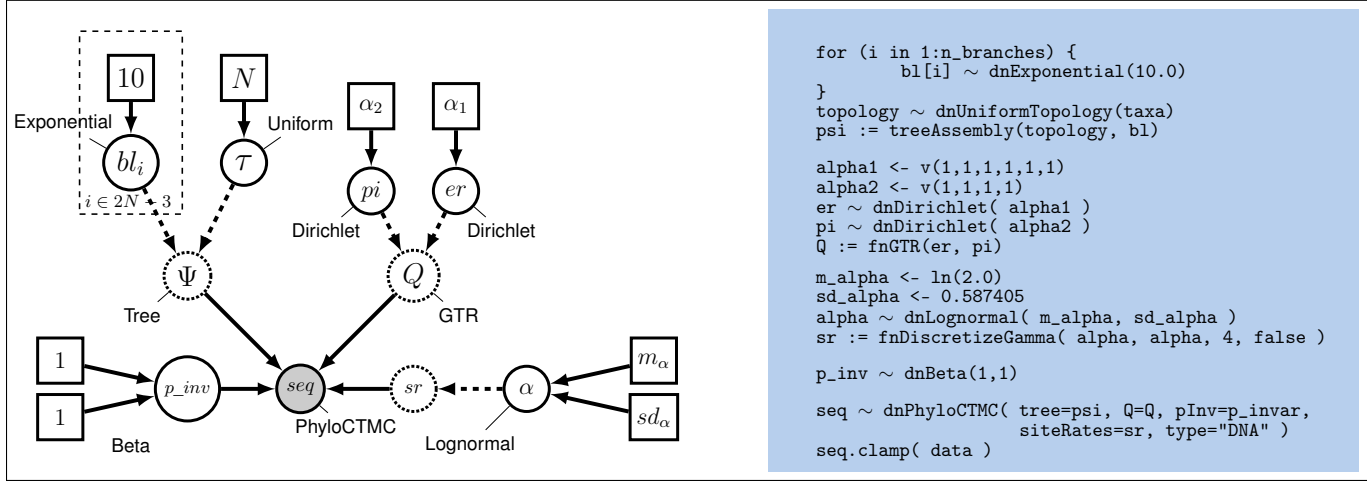 10
N
α₂
α₁
Exponential
Uniform
bl_i
τ
pi
er
i ∈ 2N − 3
Dirichlet
Dirichlet
Ψ
Q
Tree
GTR
1
m_α
p_inv
seq
sr
α
1
sd_α
Beta
PhyloCTMC
Lognormal
for (i in 1:n_branches) {
bl[i] ∼ dnExponential(10.0)
}
topology ∼ dnUniformTopology(taxa)
psi := treeAssembly(topology, bl)
alpha1 <- v(1,1,1,1,1,1)
alpha2 <- v(1,1,1,1)
er ∼ dnDirichlet( alpha1 )
pi ∼ dnDirichlet( alpha2 )
Q := fnGTR(er, pi)
m_alpha <- ln(2.0)
sd_alpha <- 0.587405
alpha ∼ dnLognormal( m_alpha, sd_alpha )
sr := fnDiscretizeGamma( alpha, alpha, 4, false )
p_inv ∼ dnBeta(1,1)
seq ∼ dnPhyloCTMC( tree=psi, Q=Q, pInv=p_invar,
siteRates=sr, type="DNA" )
seq.clamp( data )